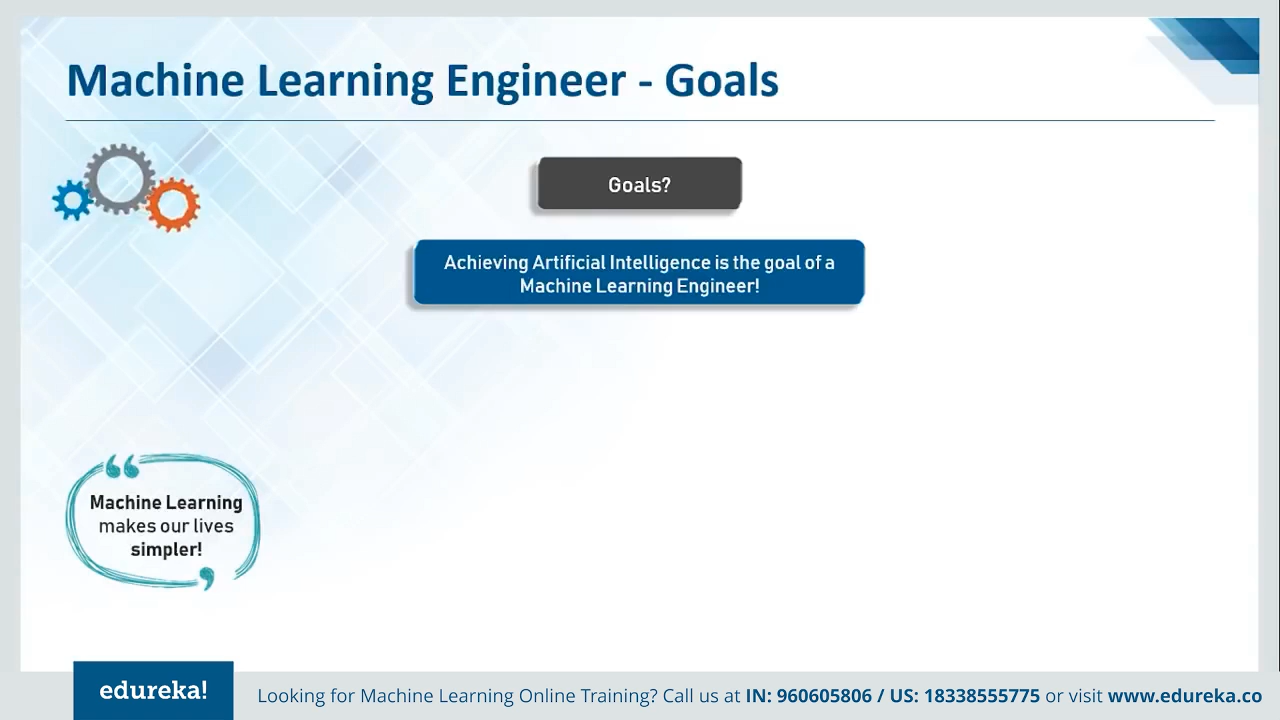 Machine Learning Engineer - Goals
Goals?
Achieving Artificial Intelligence is the goal of a
Machine Learning Engineer!
Machine Learning
makes our lives
simpler!
edureka!
Looking for Machine Learning Online Training? Call us at IN: 960605806 / US: 18338555775 or visit www.edureka.co